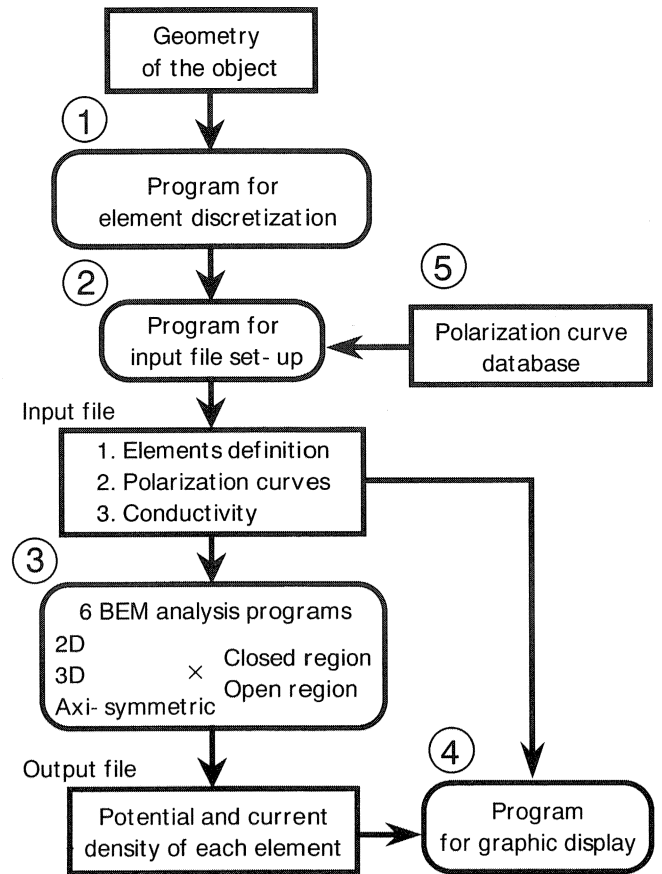 Geometry
of the object
1
Program for
element discretization
2
5
Program for
input file set-up
Polarization curve
database
Input file
1. Elements definition
2. Polarization curves
3. Conductivity
3
6 BEM analysis programs
2D
3D
Axi-symmetric
×
Closed region
Open region
Output file
4
Potential and current
density of each element
Program
for graphic display